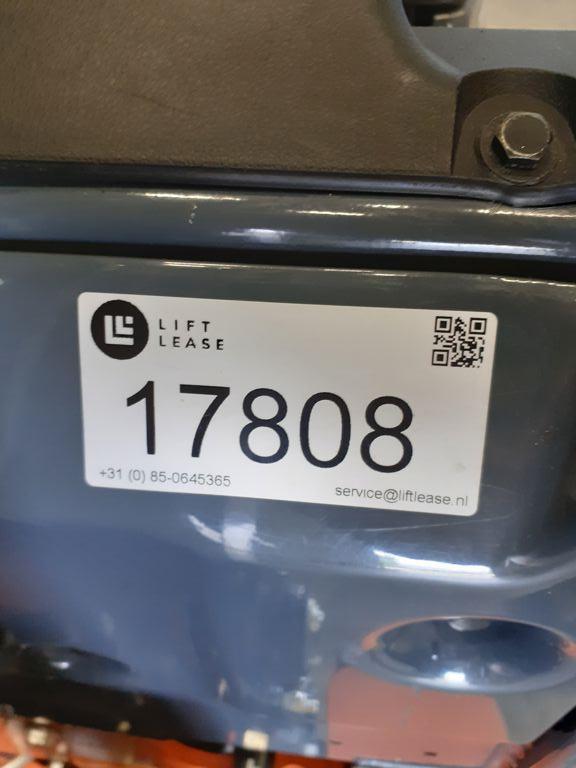 LIFT
LEASE
17808
+31 (0) 85-0645365
service@liftlease.nl